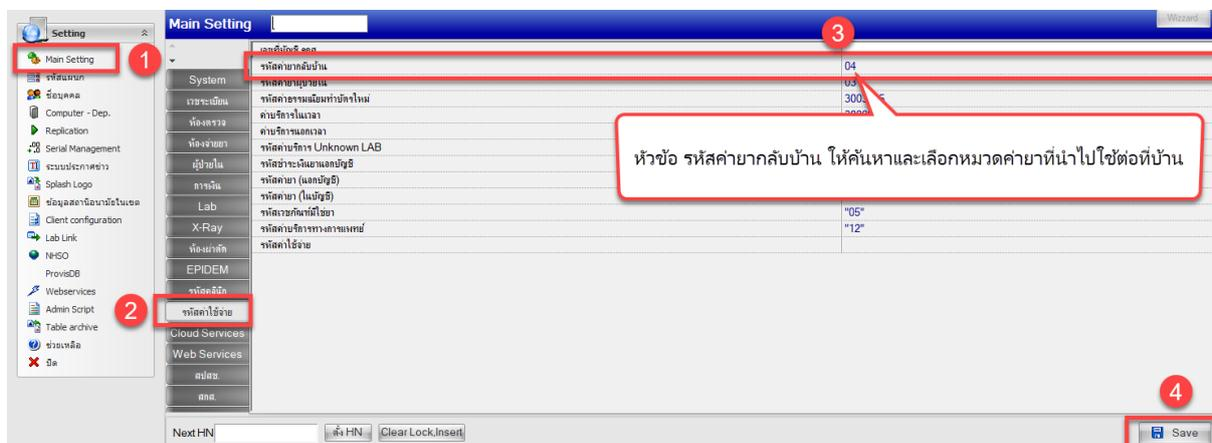 Setting
Main Setting
รหัสแผนก
ชื่อบุคคล
Computer - Dep.
Replication
Serial Management
ระบบประกาศข่าว
Splash Logo
ข้อมูลสถานีอนามัยในเขต
Client configuration
Lab Link
NHSO
ProvisDB
Webservices
Admin Script
Table archive
ช่วยเหลือ
ปิด
1
2
Main Setting
Wizzard
3
System
เวชระเบียน
ห้องตรวจ
ห้องจ่ายยา
ผู้ป่วยใน
การเงิน
Lab
X-Ray
ห้องผ่าตัด
EPIDEM
รหัสคลินิก
รหัสค่าใช้จ่าย
Cloud Services
Web Services
สปสช.
สกส.
รหัสค่ายากลับบ้าน 04
รหัสค่ายาผู้ป่วยใน 03
รหัสค่าธรรมเนียมทำบัตรใหม่
ค่าบริการในเวลา
ค่าบริการนอกเวลา
รหัสค่าบริการ Unknown LAB
รหัสชำระเงินยานอกบัญชี
รหัสค่ายา (นอกบัญชี)
รหัสค่ายา (ในบัญชี)
รหัสเวชภัณฑ์มิใช่ยา "05"
รหัสค่าบริการทางการแพทย์ "12"
รหัสค่าใช้จ่าย
หัวข้อ รหัสค่ายากลับบ้าน ให้ค้นหาและเลือกหมวดค่ายาที่นำไปใช้ต่อที่บ้าน
4
Next HN
ตั้ง HN
Clear Lock,Insert
Save